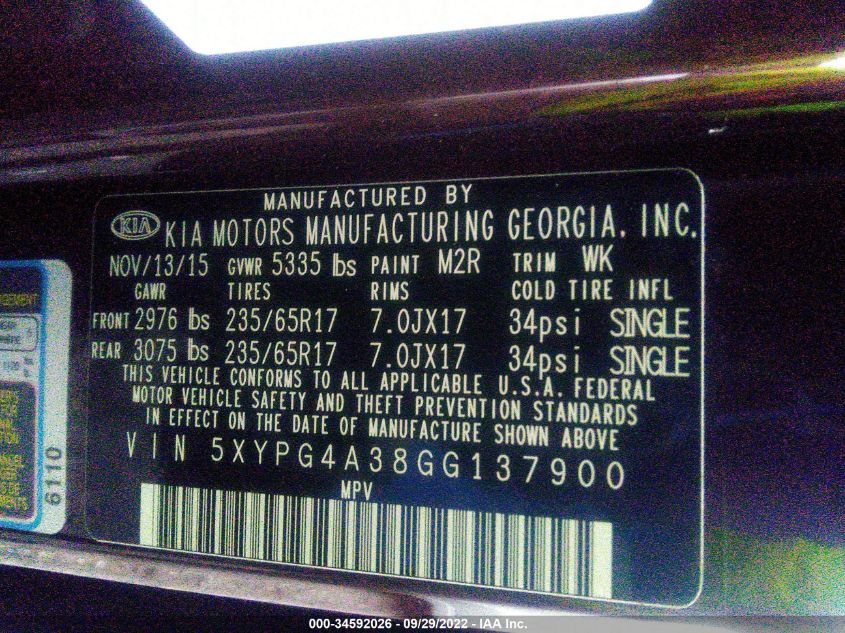 MANUFACTURED BY
KIA KIA MOTORS MANUFACTURING GEORGIA, INC.
NOV/13/15 GVWR 5335 lbs PAINT M2R TRIM WK
GAWR TIRES RIMS COLD TIRE INFL
FRONT 2976 lbs 235/65R17 7.0JX17 34psi SINGLE
REAR 3075 lbs 235/65R17 7.0JX17 34psi SINGLE
THIS VEHICLE CONFORMS TO ALL APPLICABLE U.S.A. FEDERAL
MOTOR VEHICLE SAFETY AND THEFT PREVENTION STANDARDS
IN EFFECT ON THE DATE OF MANUFACTURE SHOWN ABOVE
VIN 5XYPG4A38GG137900
MPV
6110
000-34592026 - 09/29/2022 - IAA Inc.